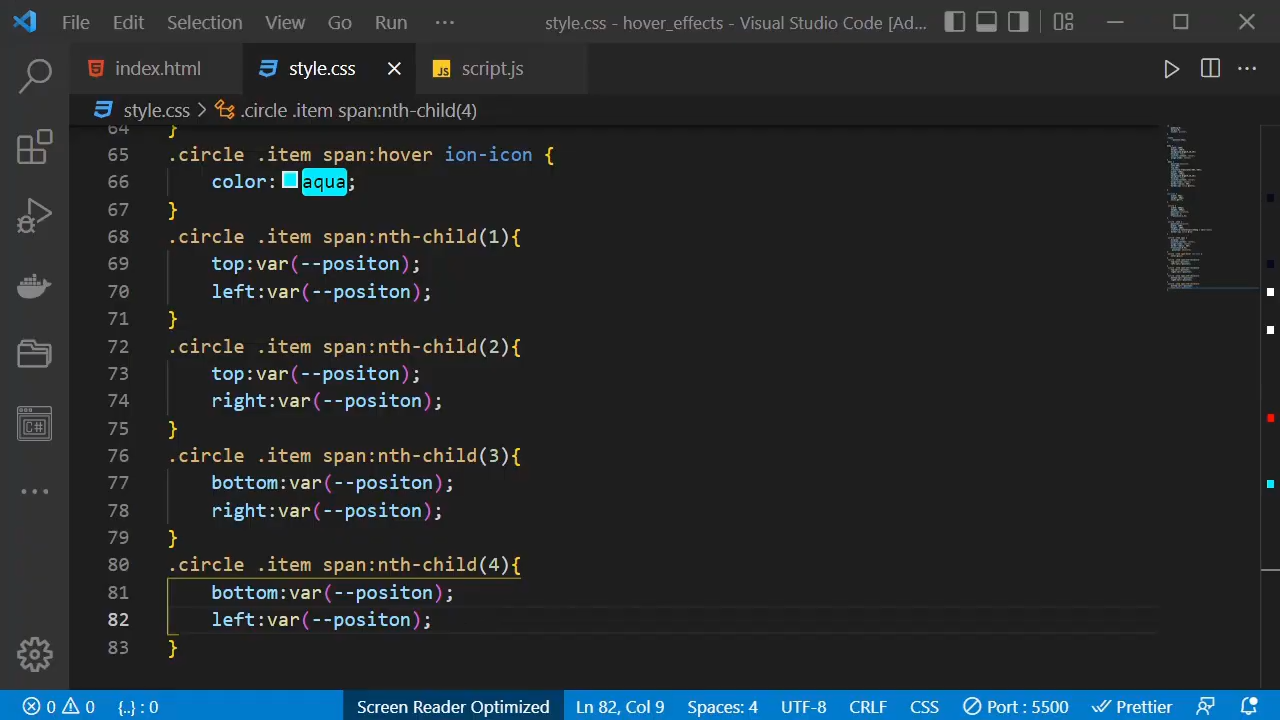 File Edit Selection View Go Run ··· style.css - hover_effects - Visual Studio Code [Ad...
index.html style.css script.js
style.css > .circle .item span:nth-child(4)
64 }
65 .circle .item span:hover ion-icon {
66 color: aqua;
67 }
68 .circle .item span:nth-child(1){
69 top:var(--positon);
70 left:var(--positon);
71 }
72 .circle .item span:nth-child(2){
73 top:var(--positon);
74 right:var(--positon);
75 }
76 .circle .item span:nth-child(3){
77 bottom:var(--positon);
78 right:var(--positon);
79 }
80 .circle .item span:nth-child(4){
81 bottom:var(--positon);
82 left:var(--positon);
83 }
0 0 {..} : 0 Screen Reader Optimized Ln 82, Col 9 Spaces: 4 UTF-8 CRLF CSS Port : 5500 Prettier